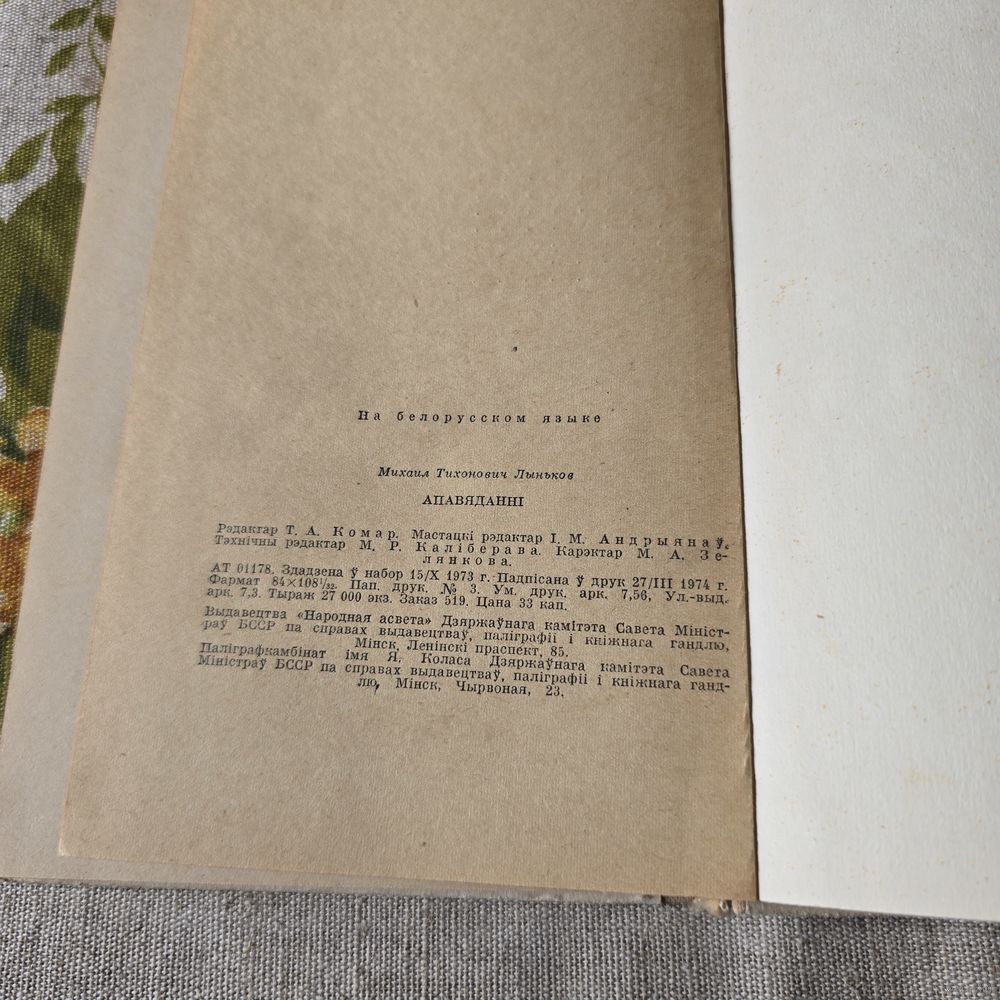 На белорусском языке
Михаил Тихонович Лыньков
АПАВЯДАННІ
Рэдактар Т. А. Комар. Мастацкі рэдактар І. М. Андрыянаў.
Тэхнічны рэдактар М. Р. Каліберава. Карэктар М. А. Зе-
лянкова.
АТ 01178. Здадзена ў набор 15/X 1973 г. Падпісана ў друк 27/III 1974 г.
Фармат 84×108¹/₃₂. Пап. друк. № 3. Ум. друк. арк. 7,56, Ул.-выд.
арк. 7,3. Тыраж 27 000 экз. Заказ 519. Цана 33 кап.
Выдавецтва «Народная асвета» Дзяржаўнага камітэта Савета Мініст-
раў БССР па справах выдавецтваў, паліграфіі і кніжнага гандлю,
Мінск, Ленінскі праспект, 85.
Паліграфкамбінат імя Я. Коласа Дзяржаўнага камітэта Савета
Міністраў БССР па справах выдавецтваў, паліграфіі і кніжнага ганд-
лю, Мінск, Чырвоная, 23.